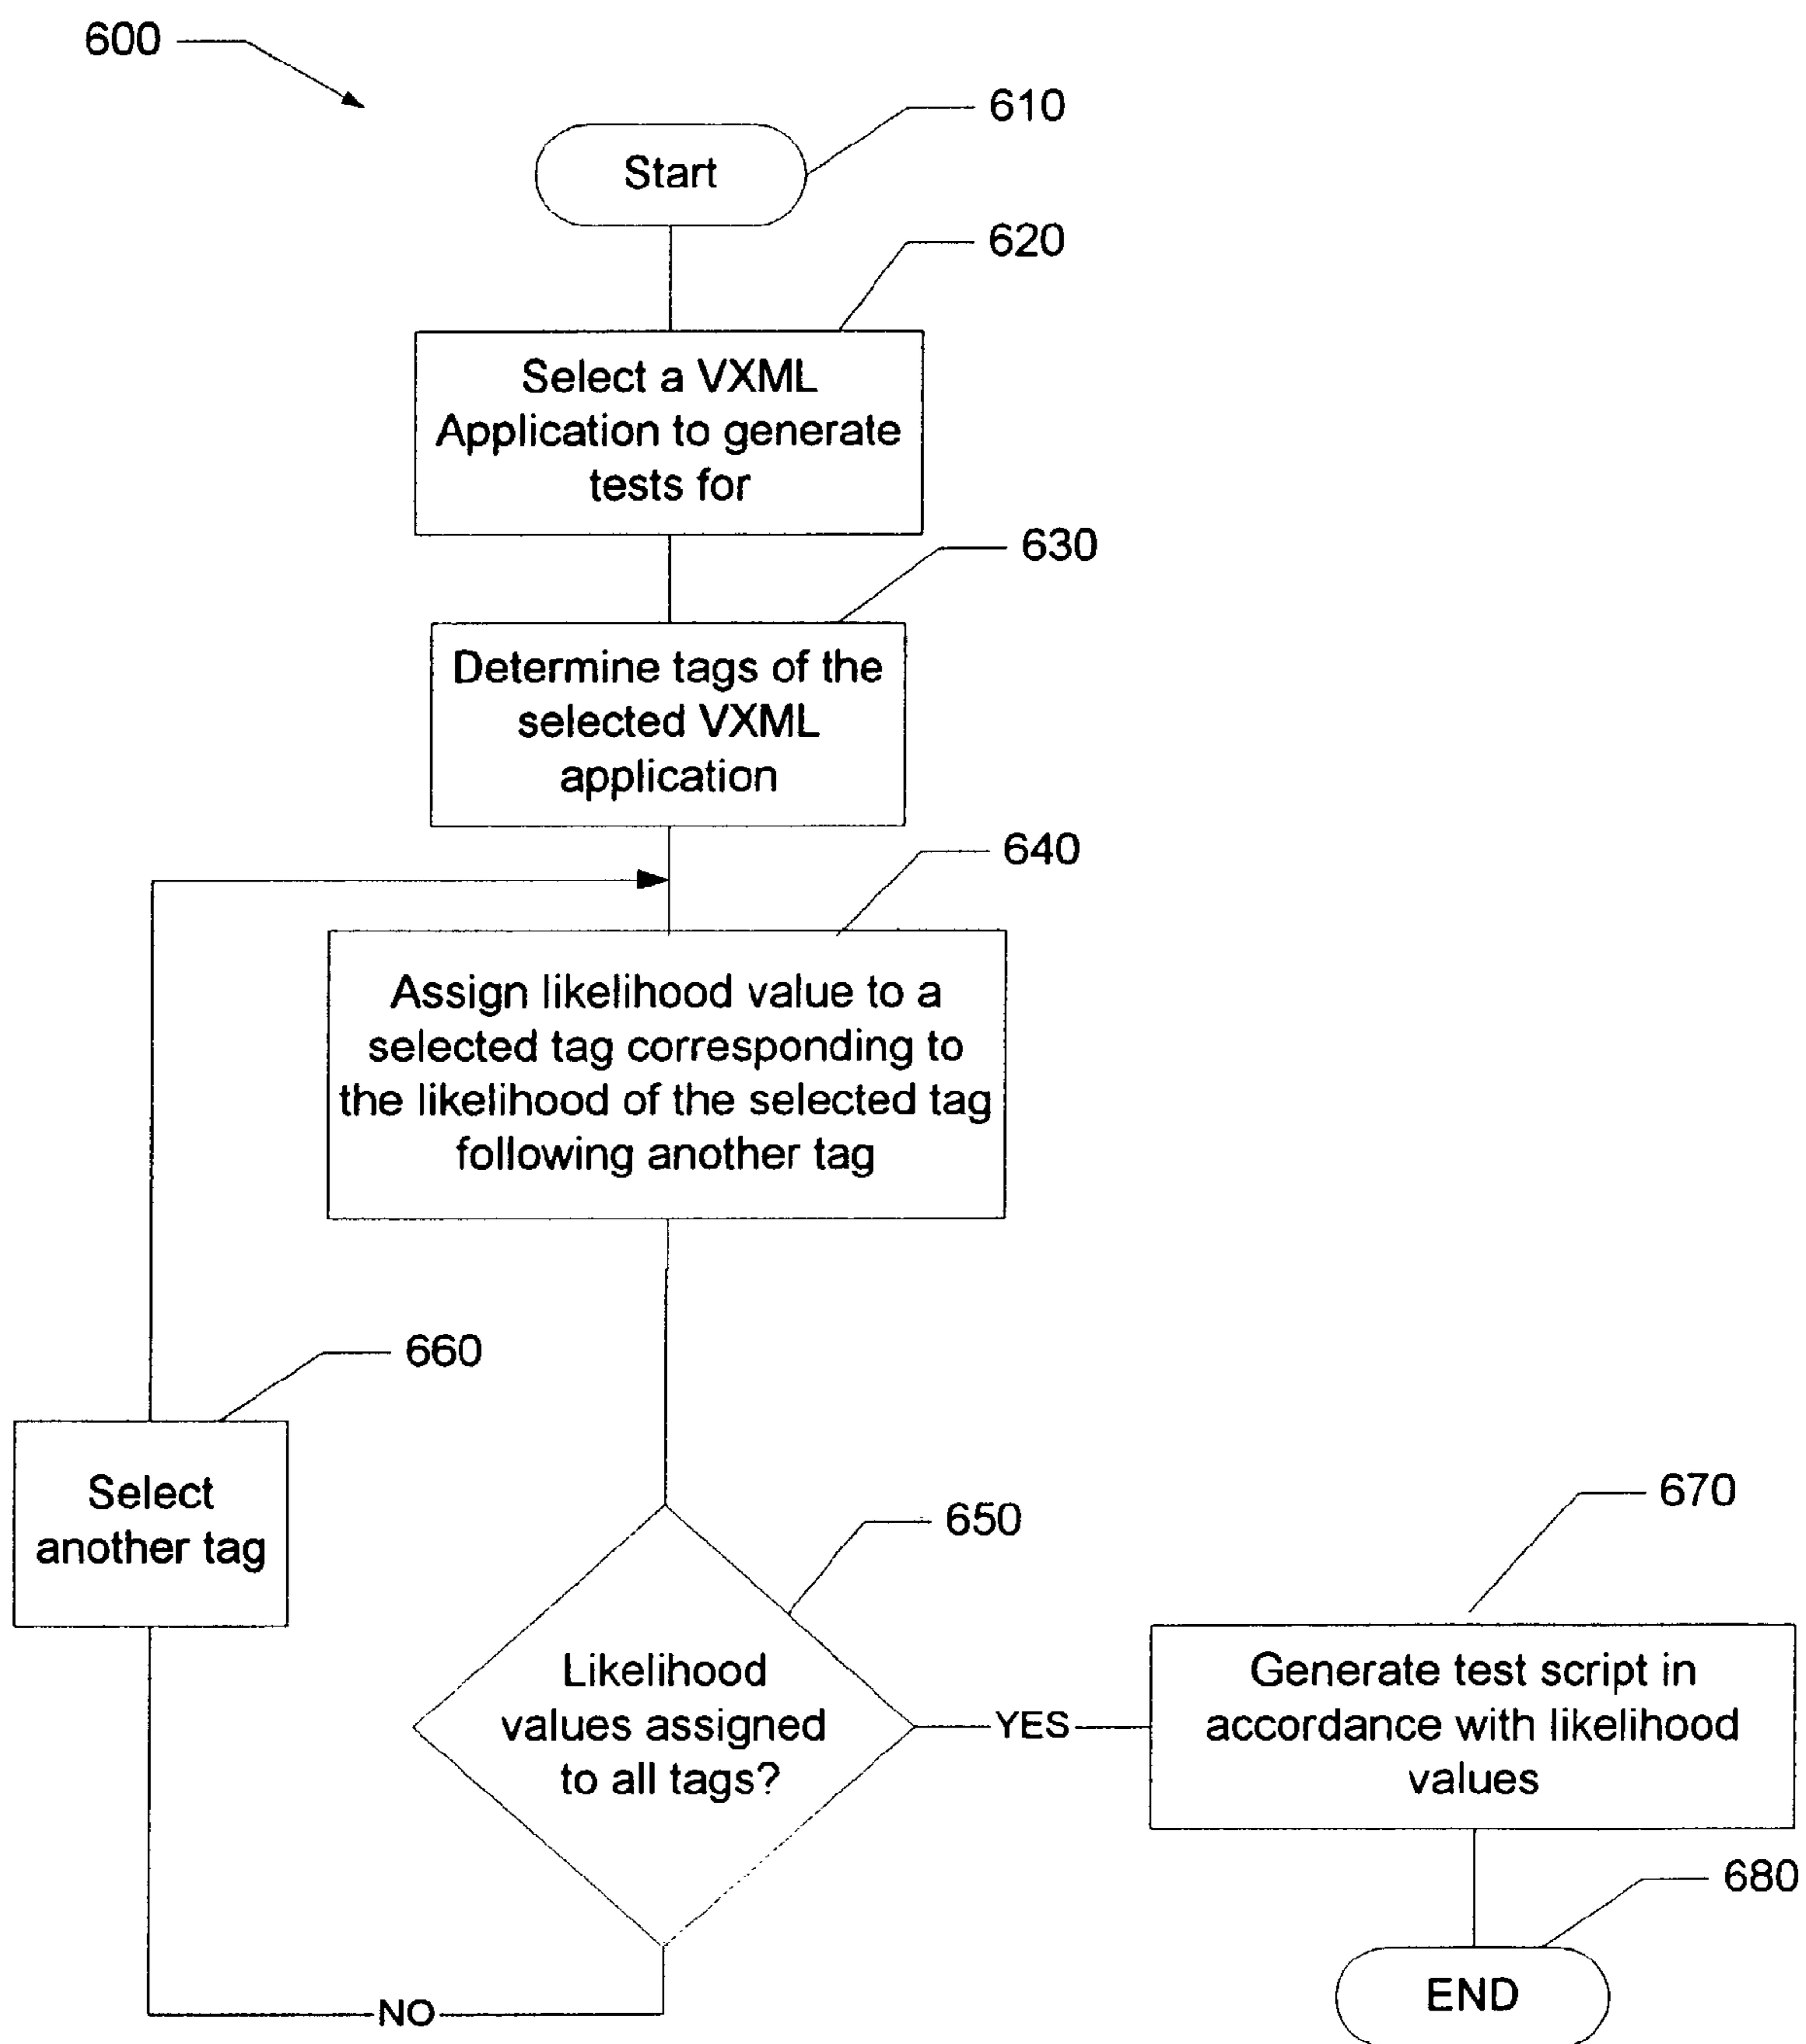 600
610
Start
620
Select a VXML
Application to generate
tests for
630
Determine tags of the
selected VXML
application
640
Assign likelihood value to a
selected tag corresponding to
the likelihood of the selected tag
following another tag
660
Select
another tag
650
Likelihood
values assigned
to all tags?
YES
NO
670
Generate test script in
accordance with likelihood
values
680
END